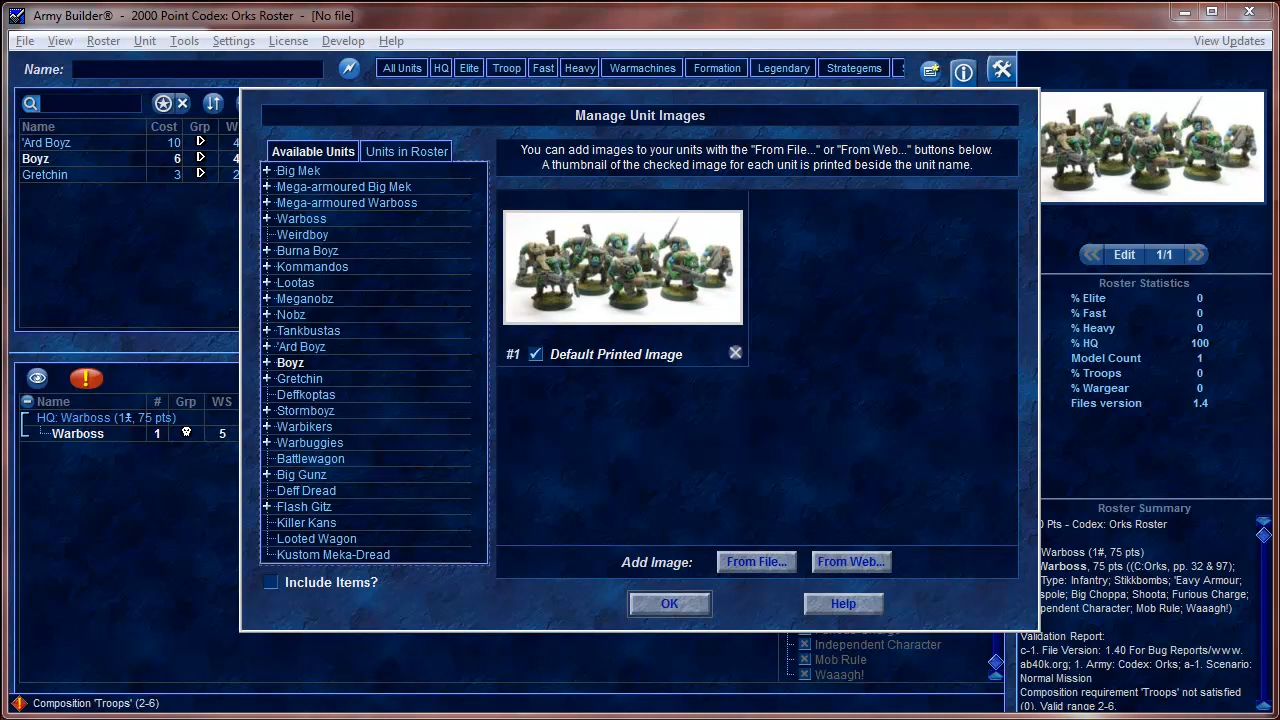 Army Builder® - 2000 Point Codex: Orks Roster - [No file]
File View Roster Unit Tools Settings License Develop Help View Updates
Name: All Units HQ Elite Troop Fast Heavy Warmachines Formation Legendary Strategems
Manage Unit Images
Name Cost Grp W
'Ard Boyz 10 4
Boyz 6 4
Gretchin 3 2
Available Units Units in Roster
You can add images to your units with the "From File..." or "From Web..." buttons below.
A thumbnail of the checked image for each unit is printed beside the unit name.
Big Mek
Mega-armoured Big Mek
Mega-armoured Warboss
Warboss
Weirdboy
Burna Boyz
Kommandos
Lootas
Meganobz
Nobz
Tankbustas
'Ard Boyz
Boyz
Gretchin
Deffkoptas
Stormboyz
Warbikers
Warbuggies
Battlewagon
Big Gunz
Deff Dread
Flash Gitz
Killer Kans
Looted Wagon
Kustom Meka-Dread
Include Items?
#1 Default Printed Image
Add Image: From File... From Web...
OK Help
Edit 1/1
Roster Statistics
% Elite 0
% Fast 0
% Heavy 0
% HQ 100
Model Count 1
% Troops 0
% Wargear 0
Files version 1.4
Name # Grp WS
HQ: Warboss (1#, 75 pts)
Warboss 1 5
Roster Summary
0 Pts - Codex: Orks Roster
Warboss (1#, 75 pts)
Warboss, 75 pts ((C:Orks, pp. 32 & 97);
Type: Infantry; Stikkbombs; 'Eavy Armour;
spole; Big Choppa; Shoota; Furious Charge;
pendent Character; Mob Rule; Waaagh!)
Validation Report:
c-1. File Version: 1.40 For Bug Reports/www.
ab40k.org; 1. Army: Codex: Orks; a-1. Scenario:
Normal Mission
Composition requirement 'Troops' not satisfied
(0). Valid range 2-6.
Independent Character
Mob Rule
Waaagh!
Composition 'Troops' (2-6)